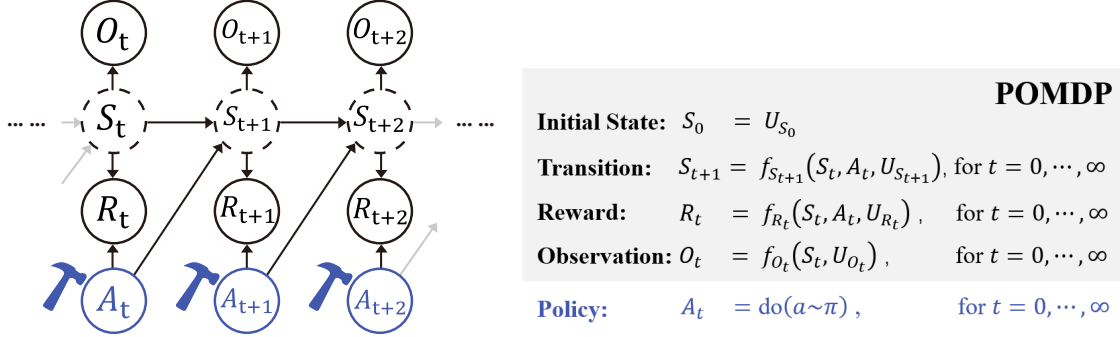 O_t O_{t+1} O_{t+2}
... ... S_t S_{t+1} S_{t+2} ... ...
R_t R_{t+1} R_{t+2}
A_t A_{t+1} A_{t+2}
POMDP
Initial State: S_0 = U_{S_0}
Transition: S_{t+1} = f_{S_{t+1}}(S_t, A_t, U_{S_{t+1}}), for t = 0, ⋯, ∞
Reward: R_t = f_{R_t}(S_t, A_t, U_{R_t}) , for t = 0, ⋯, ∞
Observation: O_t = f_{O_t}(S_t, U_{O_t}) , for t = 0, ⋯, ∞
Policy: A_t = do(a~π) , for t = 0, ⋯, ∞